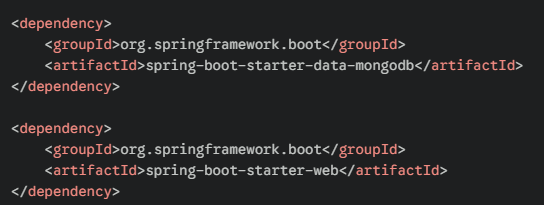 <dependency>
    <groupId>org.springframework.boot</groupId>
    <artifactId>spring-boot-starter-data-mongodb</artifactId>
</dependency>

<dependency>
    <groupId>org.springframework.boot</groupId>
    <artifactId>spring-boot-starter-web</artifactId>
</dependency>